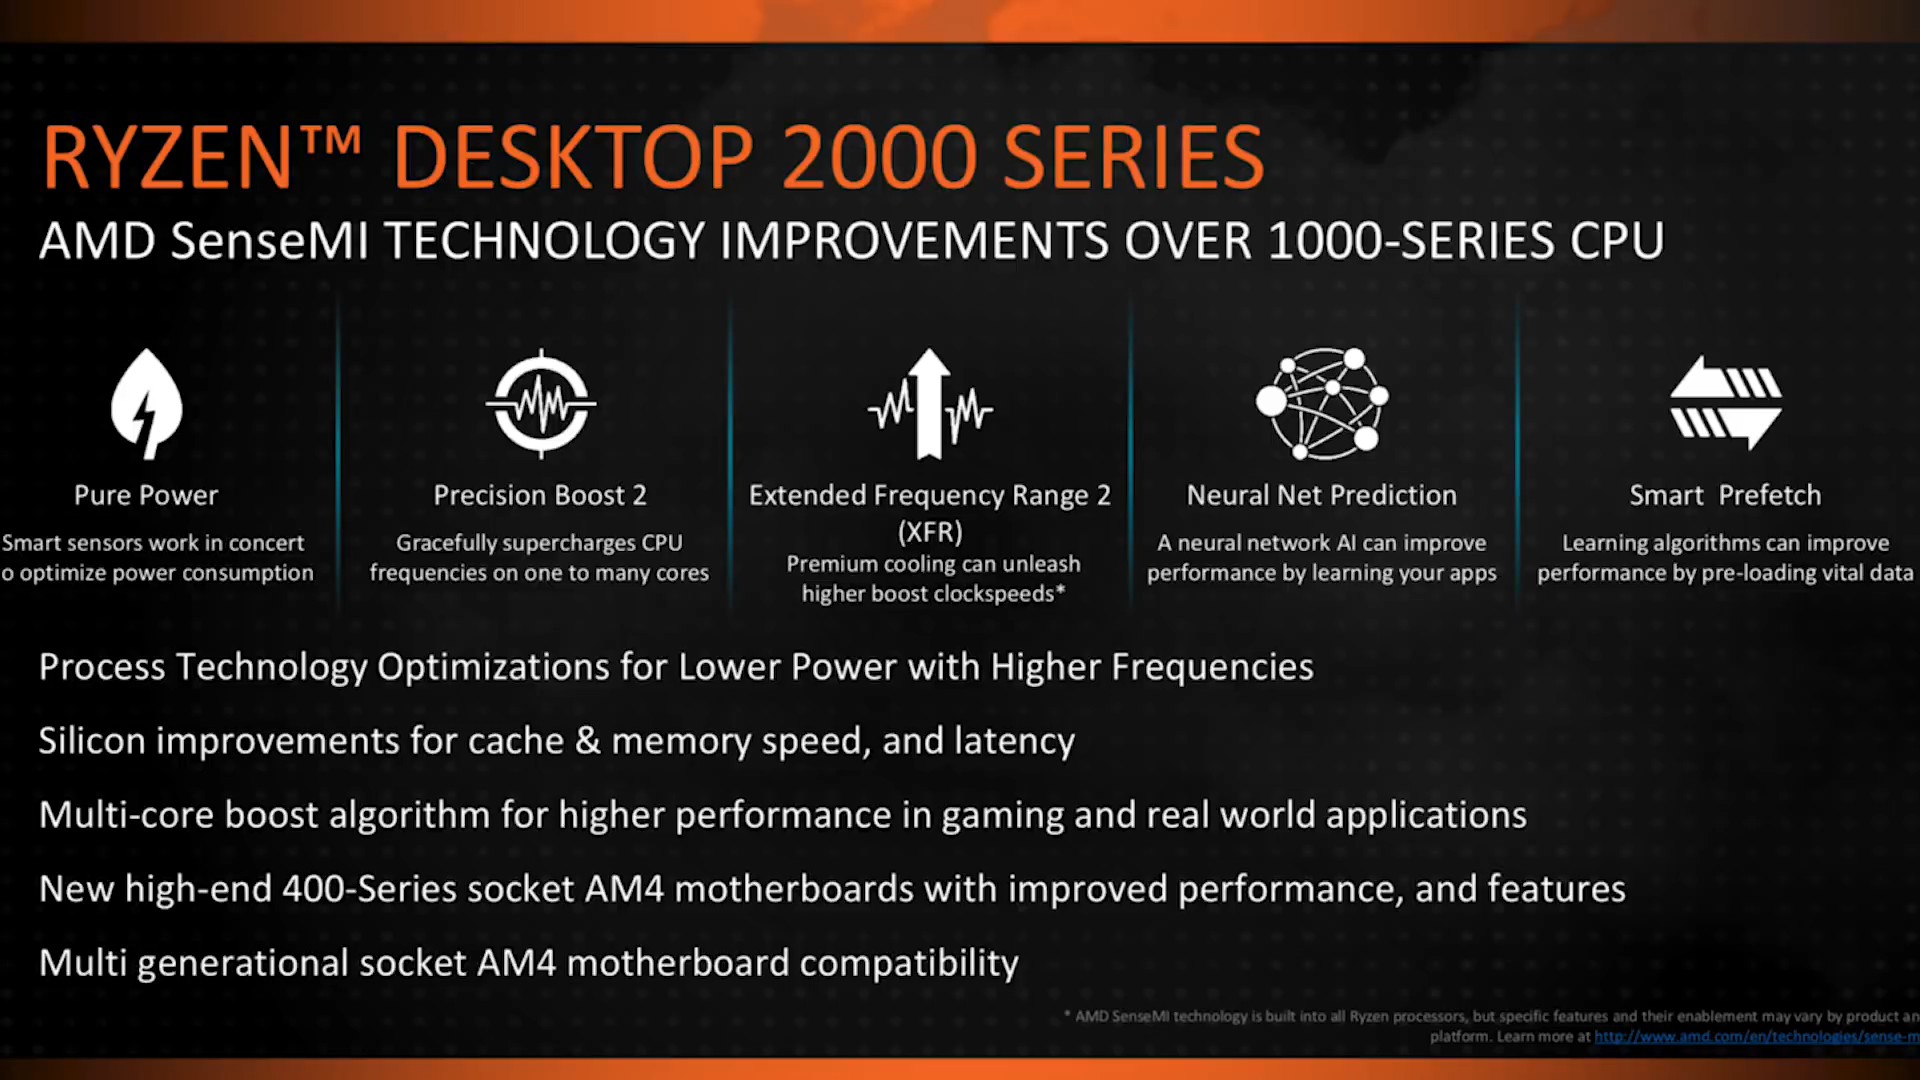 RYZEN™ DESKTOP 2000 SERIES
AMD SenseMI TECHNOLOGY IMPROVEMENTS OVER 1000-SERIES CPU
Pure Power
Smart sensors work in concert
o optimize power consumption
Precision Boost 2
Gracefully supercharges CPU
frequencies on one to many cores
Extended Frequency Range 2
(XFR)
Premium cooling can unleash
higher boost clockspeeds*
Neural Net Prediction
A neural network AI can improve
performance by learning your apps
Smart Prefetch
Learning algorithms can improve
performance by pre-loading vital data
Process Technology Optimizations for Lower Power with Higher Frequencies
Silicon improvements for cache & memory speed, and latency
Multi-core boost algorithm for higher performance in gaming and real world applications
New high-end 400-Series socket AM4 motherboards with improved performance, and features
Multi generational socket AM4 motherboard compatibility
* AMD SenseMI technology is built into all Ryzen processors, but specific features and their enablement may vary by product an
platform. Learn more at http://www.amd.com/en/technologies/sense-m